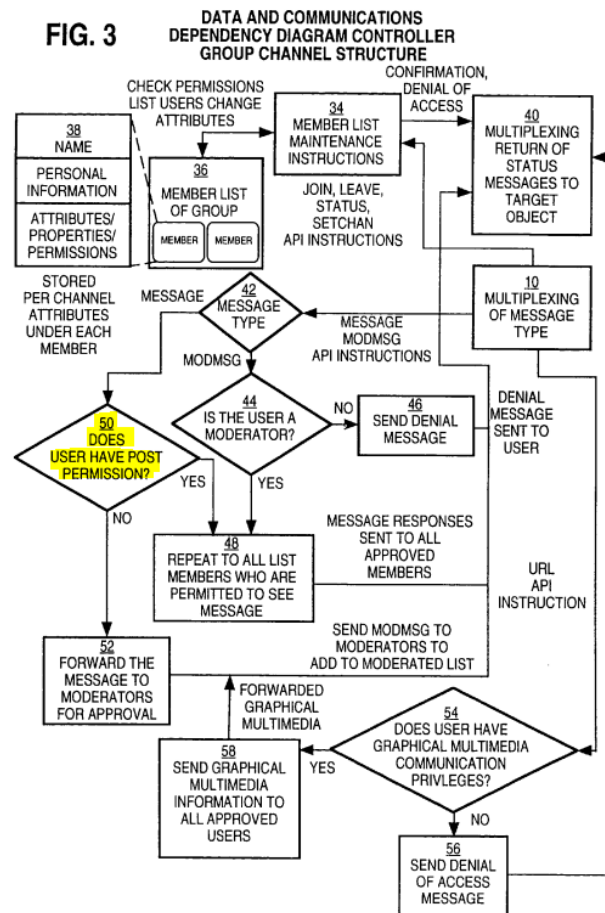 FIG. 3
DATA AND COMMUNICATIONS
DEPENDENCY DIAGRAM CONTROLLER
GROUP CHANNEL STRUCTURE
CHECK PERMISSIONS
LIST USERS CHANGE
ATTRIBUTES
CONFIRMATION,
DENIAL OF
ACCESS
38
NAME
PERSONAL
INFORMATION
ATTRIBUTES/
PROPERTIES/
PERMISSIONS
STORED
PER CHANNEL
ATTRIBUTES
UNDER EACH
MEMBER
36
MEMBER LIST
OF GROUP
MEMBER
MEMBER
34
MEMBER LIST
MAINTENANCE
INSTRUCTIONS
JOIN, LEAVE,
STATUS,
SETCHAN
API INSTRUCTIONS
40
MULTIPLEXING
RETURN OF
STATUS
MESSAGES TO
TARGET
OBJECT
10
MULTIPLEXING
OF MESSAGE
TYPE
MESSAGE
42
MESSAGE
TYPE
MESSAGE
MODMSG
API INSTRUCTIONS
MODMSG
44
IS THE USER A
MODERATOR?
NO
46
SEND DENIAL
MESSAGE
DENIAL
MESSAGE
SENT TO
USER
50
DOES
USER HAVE POST
PERMISSION?
YES
YES
NO
48
REPEAT TO ALL LIST
MEMBERS WHO ARE
PERMITTED TO SEE
MESSAGE
MESSAGE RESPONSES
SENT TO ALL
APPROVED
MEMBERS
URL
API
INSTRUCTION
52
FORWARD THE
MESSAGE TO
MODERATORS
FOR APPROVAL
SEND MODMSG TO
MODERATORS TO
ADD TO MODERATED LIST
FORWARDED
GRAPHICAL
MULTIMEDIA
54
DOES USER HAVE
GRAPHICAL MULTIMEDIA
COMMUNICATION
PRIVLEGES?
YES
NO
58
SEND GRAPHICAL
MULTIMEDIA
INFORMATION TO
ALL APPROVED
USERS
56
SEND DENIAL
OF ACCESS
MESSAGE